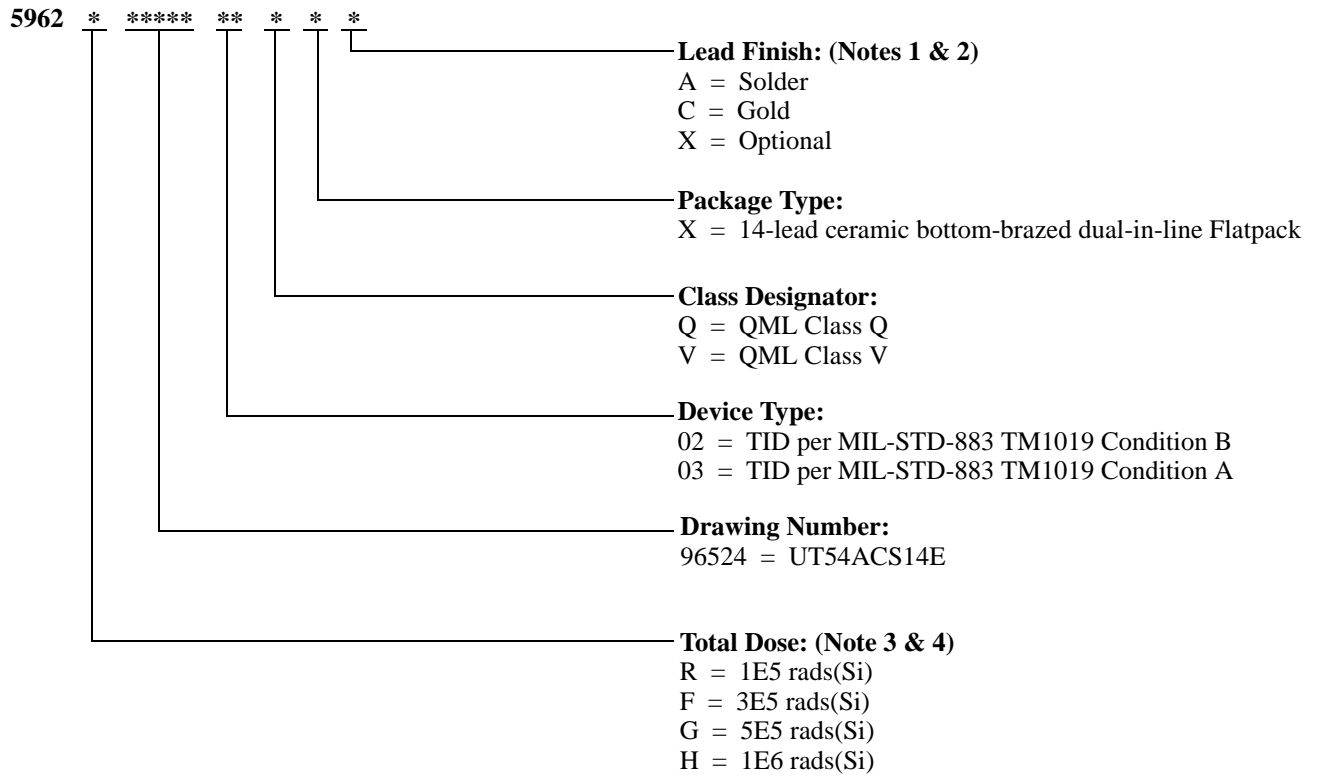 5962 * ***** ** * * *
Lead Finish: (Notes 1 & 2)
A = Solder
C = Gold
X = Optional
Package Type:
X = 14-lead ceramic bottom-brazed dual-in-line Flatpack
Class Designator:
Q = QML Class Q
V = QML Class V
Device Type:
02 = TID per MIL-STD-883 TM1019 Condition B
03 = TID per MIL-STD-883 TM1019 Condition A
Drawing Number:
96524 = UT54ACS14E
Total Dose: (Note 3 & 4)
R = 1E5 rads(Si)
F = 3E5 rads(Si)
G = 5E5 rads(Si)
H = 1E6 rads(Si)